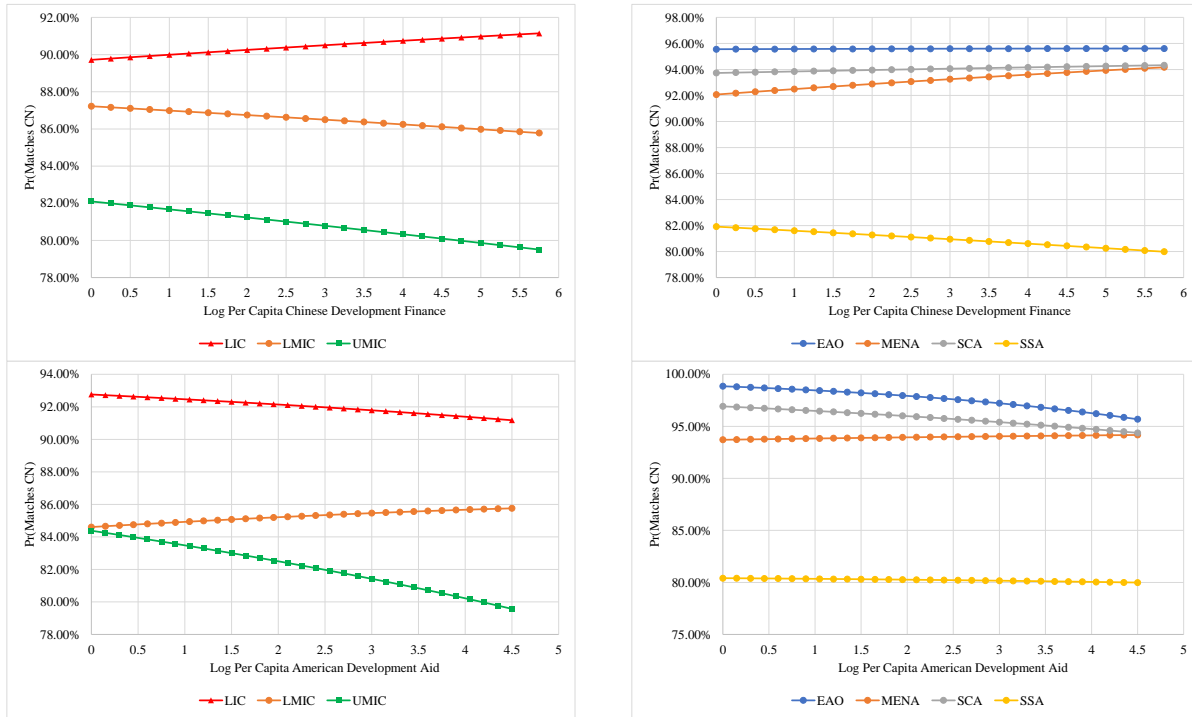 92.00%
90.00%
88.00%
86.00%
84.00%
82.00%
80.00%
78.00%
Pr(Matches CN)
0 0.5 1 1.5 2 2.5 3 3.5 4 4.5 5 5.5 6
Log Per Capita Chinese Development Finance
LIC LMIC UMIC
98.00%
96.00%
94.00%
92.00%
90.00%
88.00%
86.00%
84.00%
82.00%
80.00%
78.00%
Pr(Matches CN)
0 0.5 1 1.5 2 2.5 3 3.5 4 4.5 5 5.5 6
Log Per Capita Chinese Development Finance
EAO MENA SCA SSA
94.00%
92.00%
90.00%
88.00%
86.00%
84.00%
82.00%
80.00%
78.00%
Pr(Matches CN)
0 0.5 1 1.5 2 2.5 3 3.5 4 4.5 5
Log Per Capita American Development Aid
LIC LMIC UMIC
100.00%
95.00%
90.00%
85.00%
80.00%
75.00%
Pr(Matches CN)
0 0.5 1 1.5 2 2.5 3 3.5 4 4.5 5
Log Per Capita American Development Aid
EAO MENA SCA SSA